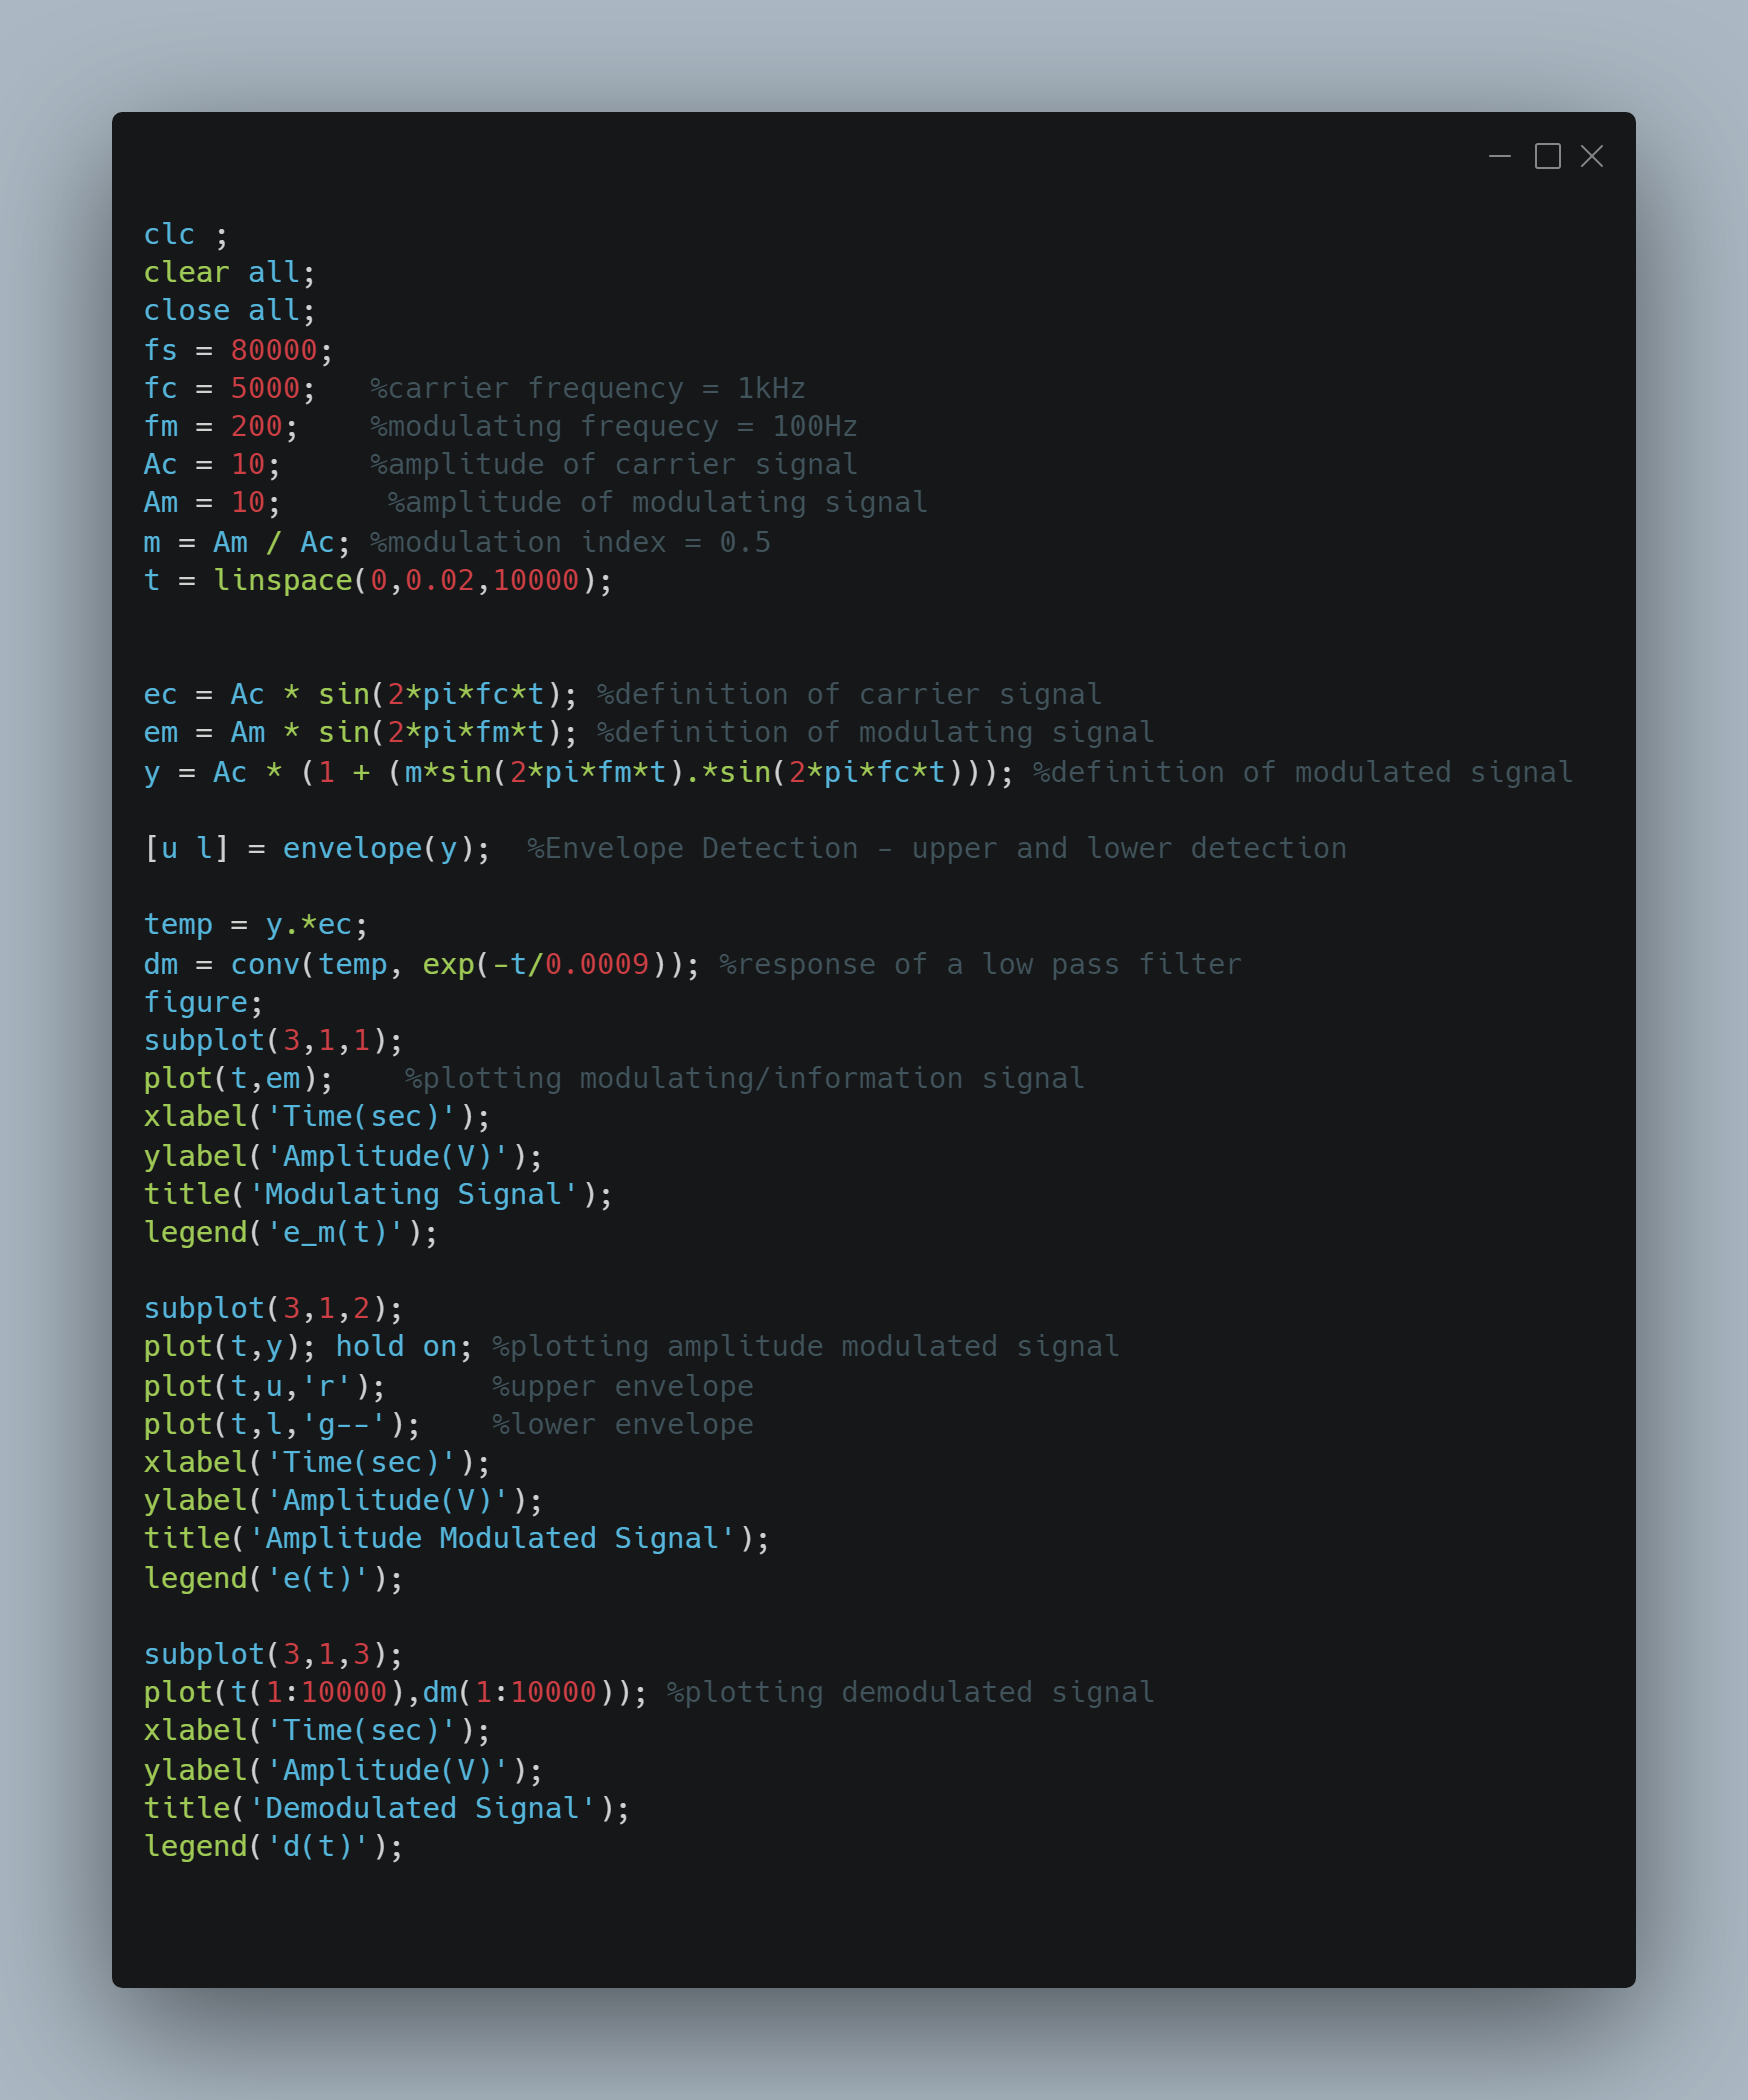 clc ;
clear all;
close all;
fs = 80000;
fc = 5000;   %carrier frequency = 1kHz
fm = 200;    %modulating frequecy = 100Hz
Ac = 10;     %amplitude of carrier signal
Am = 10;      %amplitude of modulating signal
m = Am / Ac; %modulation index = 0.5
t = linspace(0,0.02,10000);
ec = Ac * sin(2*pi*fc*t); %definition of carrier signal
em = Am * sin(2*pi*fm*t); %definition of modulating signal
y = Ac * (1 + (m*sin(2*pi*fm*t).*sin(2*pi*fc*t))); %definition of modulated signal
[u l] = envelope(y);  %Envelope Detection - upper and lower detection
temp = y.*ec;
dm = conv(temp, exp(-t/0.0009)); %response of a low pass filter
figure;
subplot(3,1,1);
plot(t,em);    %plotting modulating/information signal
xlabel('Time(sec)');
ylabel('Amplitude(V)');
title('Modulating Signal');
legend('e_m(t)');
subplot(3,1,2);
plot(t,y); hold on; %plotting amplitude modulated signal
plot(t,u,'r');      %upper envelope
plot(t,l,'g--');    %lower envelope
xlabel('Time(sec)');
ylabel('Amplitude(V)');
title('Amplitude Modulated Signal');
legend('e(t)');
subplot(3,1,3);
plot(t(1:10000),dm(1:10000)); %plotting demodulated signal
xlabel('Time(sec)');
ylabel('Amplitude(V)');
title('Demodulated Signal');
legend('d(t)');